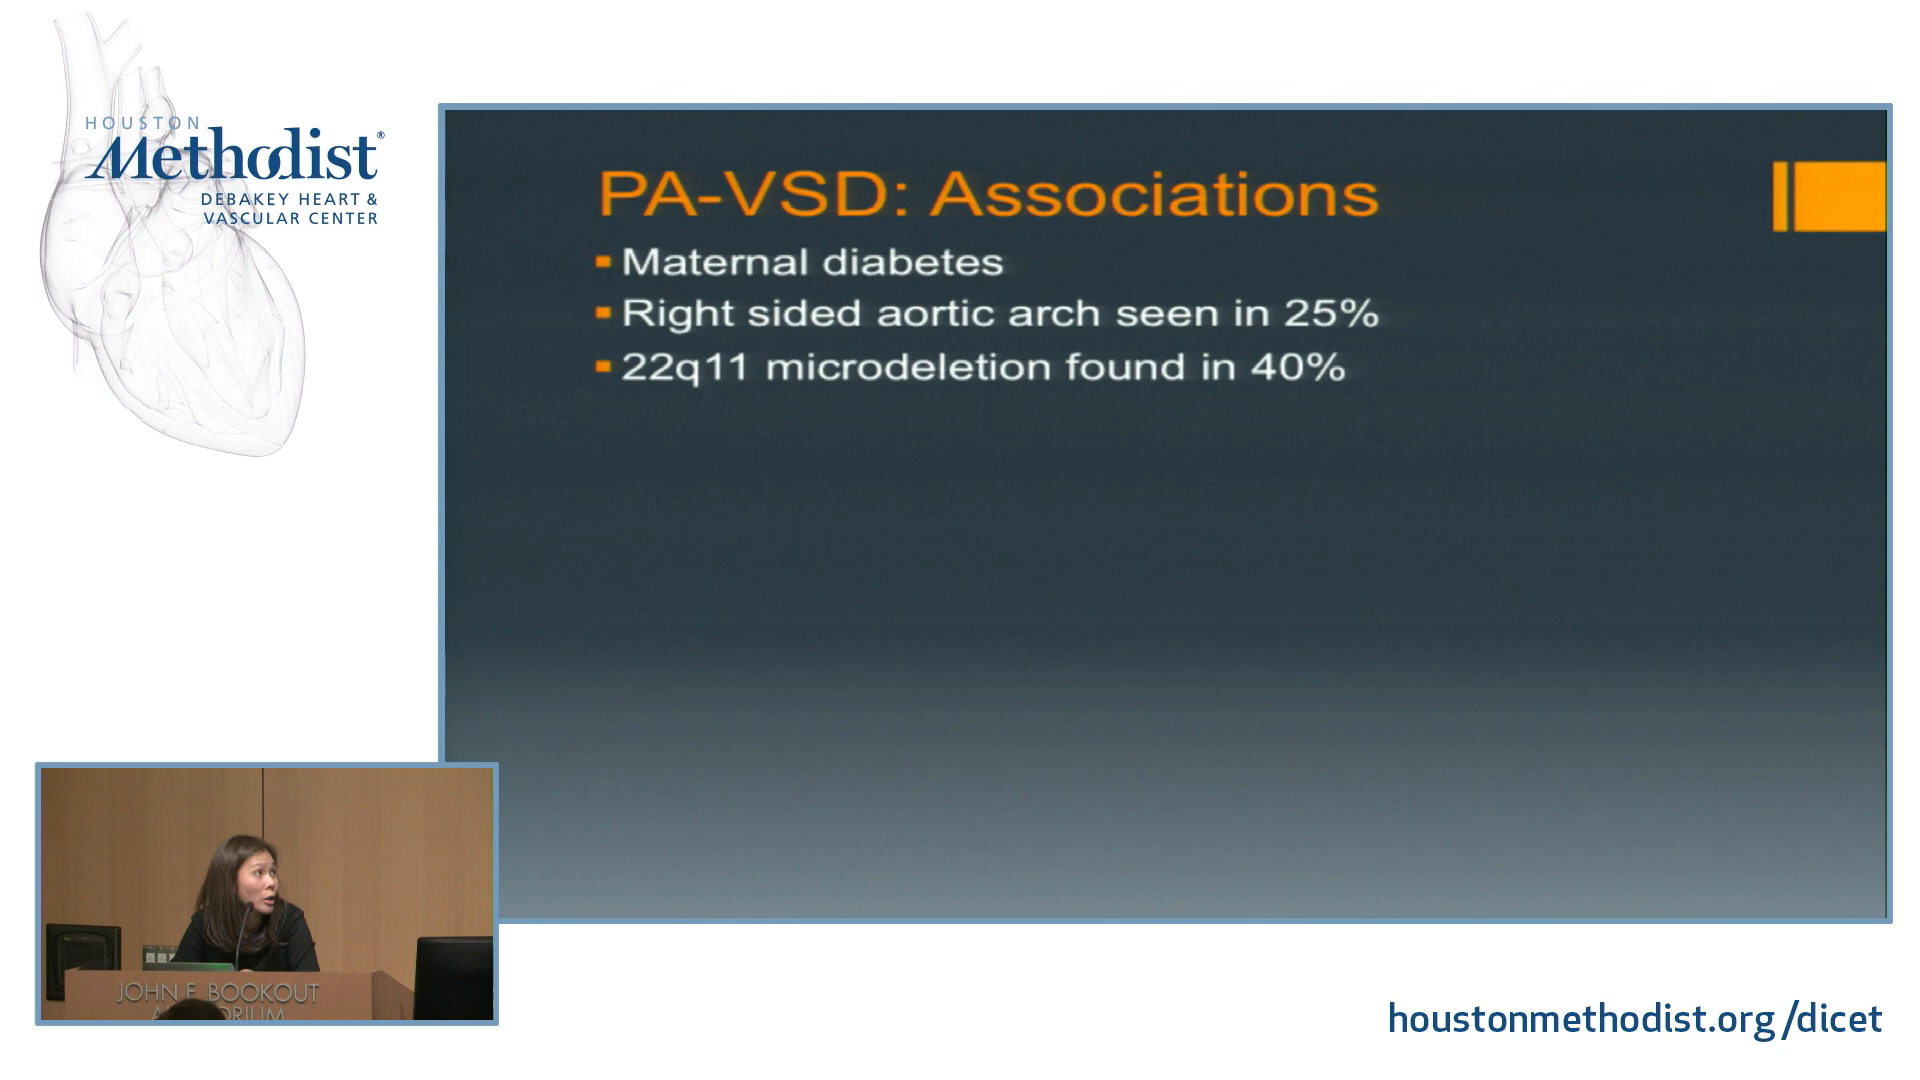 HOUSTON
Methodist®
DEBAKEY HEART &
VASCULAR CENTER
PA-VSD: Associations
▪ Maternal diabetes
▪ Right sided aortic arch seen in 25%
▪ 22q11 microdeletion found in 40%
JOHN F. BOOKOUT
houstonmethodist.org/dicet